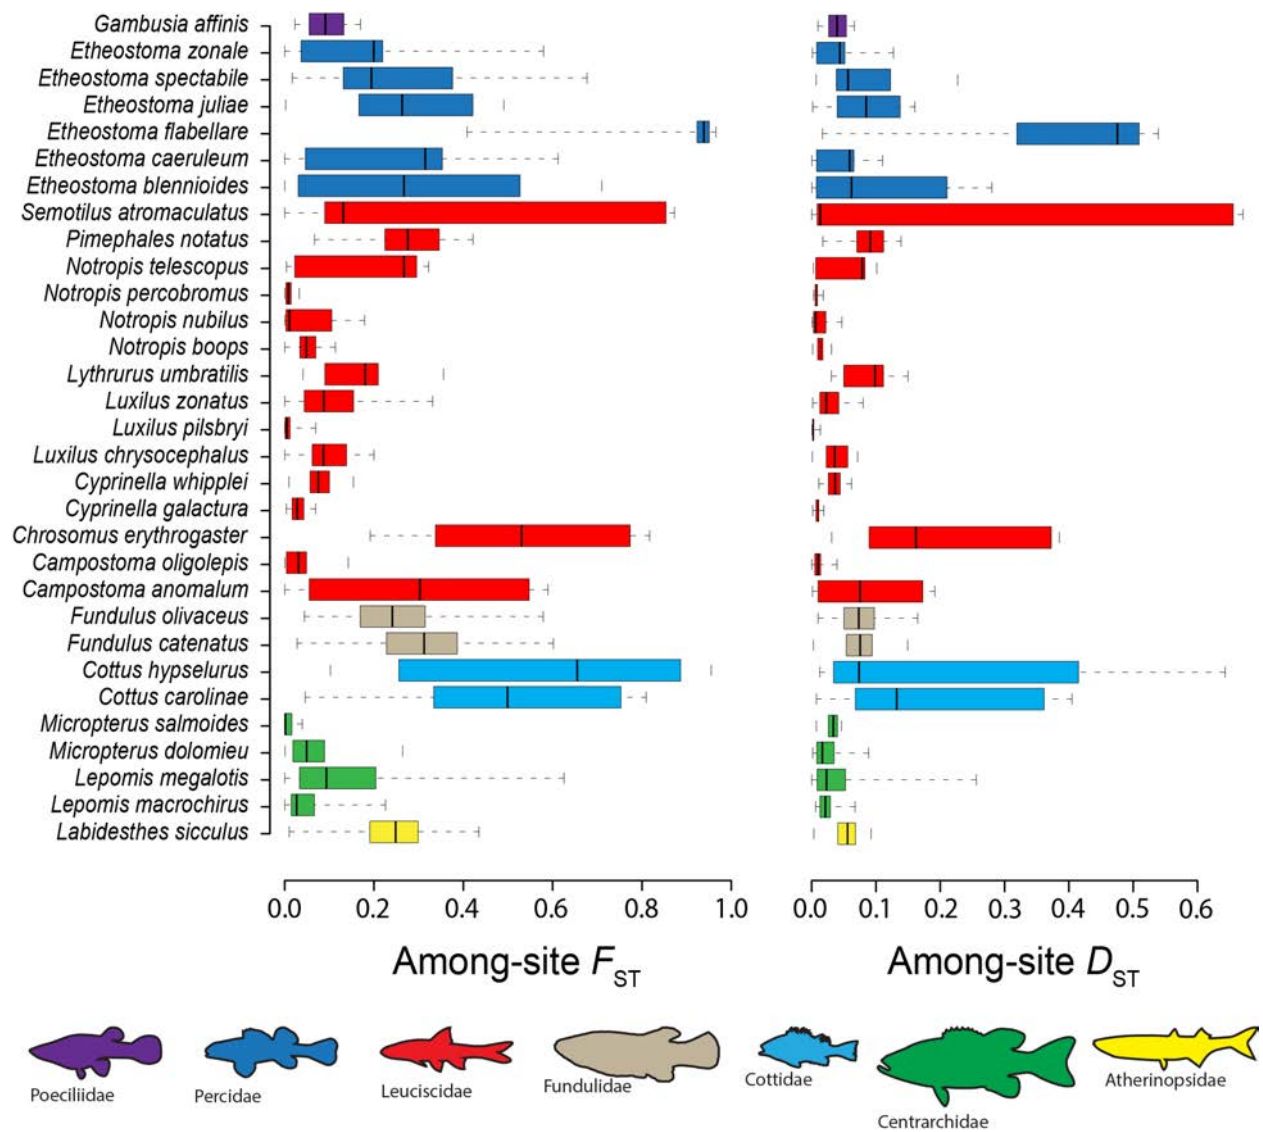 Gambusia affinis
Etheostoma zonale
Etheostoma spectabile
Etheostoma juliae
Etheostoma flabellare
Etheostoma caeruleum
Etheostoma blennioides
Semotilus atromaculatus
Pimephales notatus
Notropis telescopus
Notropis percobromus
Notropis nubilus
Notropis boops
Lythrurus umbratilis
Luxilus zonatus
Luxilus pilsbryi
Luxilus chrysocephalus
Cyprinella whipplei
Cyprinella galactura
Chrosomus erythrogaster
Campostoma oligolepis
Campostoma anomalum
Fundulus olivaceus
Fundulus catenatus
Cottus hypselurus
Cottus carolinae
Micropterus salmoides
Micropterus dolomieu
Lepomis megalotis
Lepomis macrochirus
Labidesthes sicculus
0.0 0.2 0.4 0.6 0.8 1.0
0.0 0.1 0.2 0.3 0.4 0.5 0.6
Among-site FST
Among-site DST
Poeciliidae
Percidae
Leuciscidae
Fundulidae
Cottidae
Centrarchidae
Atherinopsidae